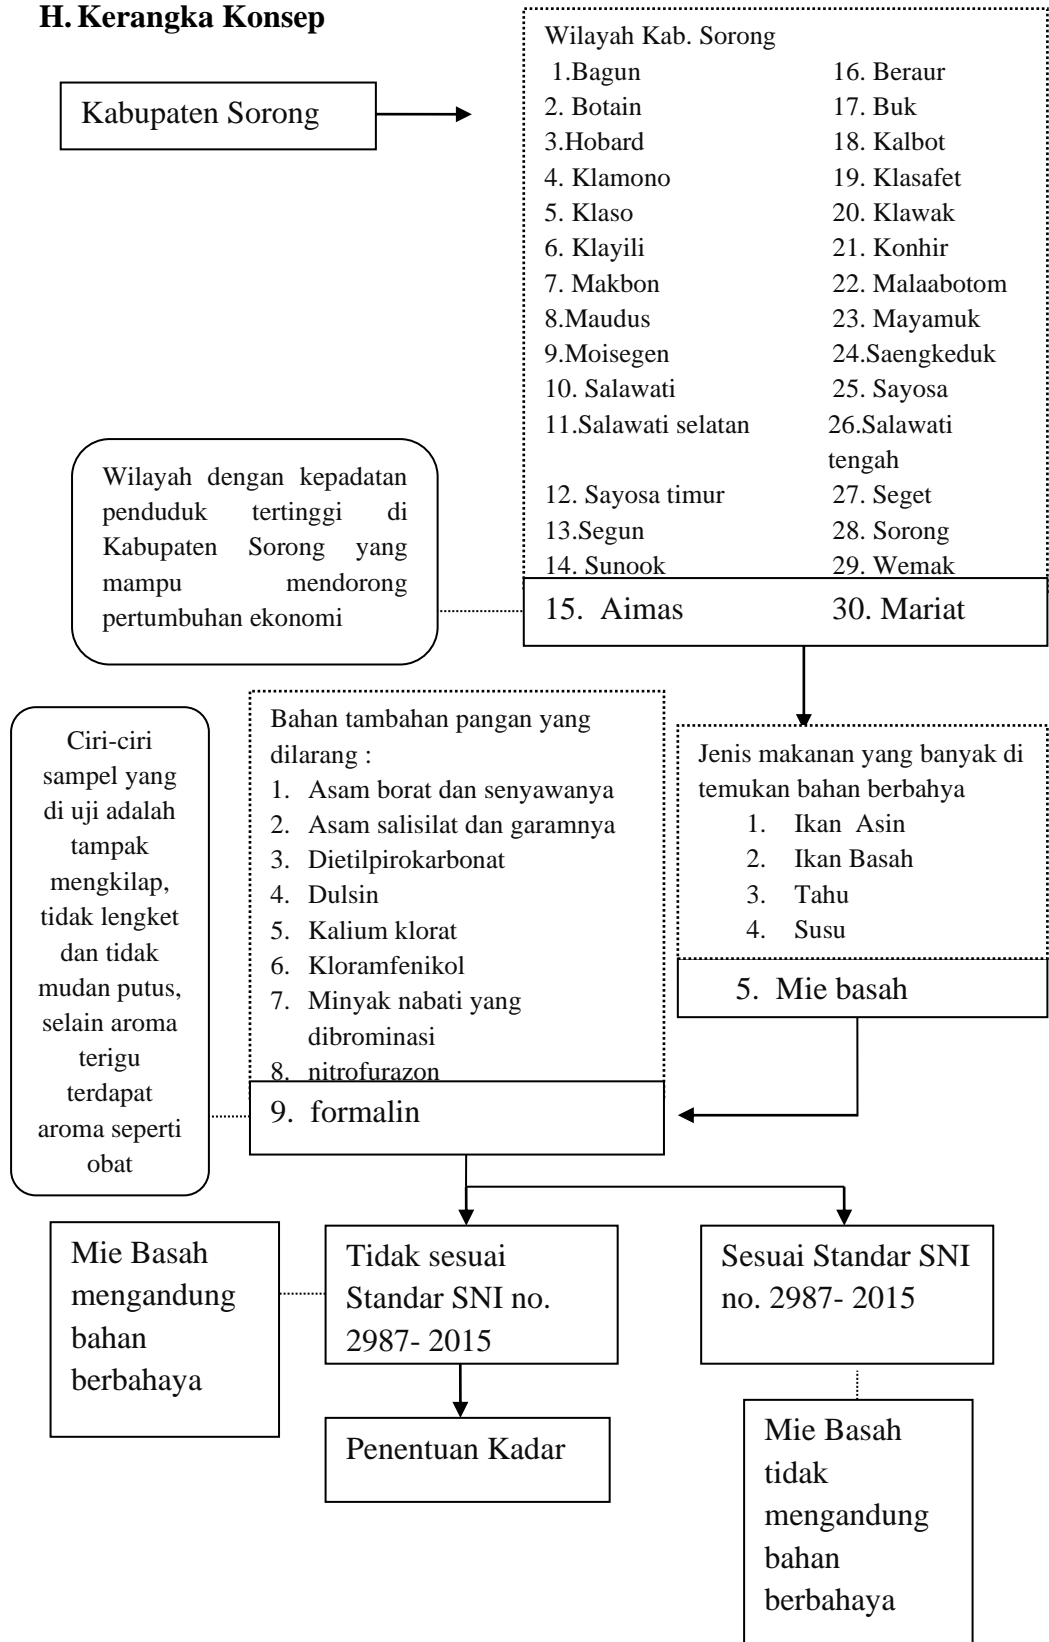 H. Kerangka Konsep
Kabupaten Sorong
Wilayah Kab. Sorong
1.Bagun
2. Botain
3.Hobard
4. Klamono
5. Klaso
6. Klayili
7. Makbon
8.Maudus
9.Moisegen
10. Salawati
11.Salawati selatan
12. Sayosa timur
13.Segun
14. Sunook
16. Beraur
17. Buk
18. Kalbot
19. Klasafet
20. Klawak
21. Konhir
22. Malaabotom
23. Mayamuk
24.Saengkeduk
25. Sayosa
26.Salawati
tengah
27. Seget
28. Sorong
29. Wemak
15. Aimas
30. Mariat
Wilayah dengan kepadatan
penduduk tertinggi di
Kabupaten Sorong yang
mampu mendorong
pertumbuhan ekonomi
Jenis makanan yang banyak di
temukan bahan berbahya
1. Ikan Asin
2. Ikan Basah
3. Tahu
4. Susu
5. Mie basah
Bahan tambahan pangan yang
dilarang :
1. Asam borat dan senyawanya
2. Asam salisilat dan garamnya
3. Dietilpirokarbonat
4. Dulsin
5. Kalium klorat
6. Kloramfenikol
7. Minyak nabati yang
dibrominasi
8. nitrofurazon
9. formalin
Ciri-ciri
sampel yang
di uji adalah
tampak
mengkilap,
tidak lengket
dan tidak
mudan putus,
selain aroma
terigu
terdapat
aroma seperti
obat
Mie Basah
mengandung
bahan
berbahaya
Tidak sesuai
Standar SNI no.
2987- 2015
Sesuai Standar SNI
no. 2987- 2015
Penentuan Kadar
Mie Basah
tidak
mengandung
bahan
berbahaya